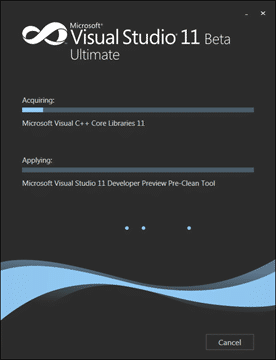 Microsoft®
Visual Studio® 11 Beta
Ultimate
Acquiring:
Microsoft Visual C++ Core Libraries 11
Applying:
Microsoft Visual Studio 11 Developer Preview Pre-Clean Tool
Cancel